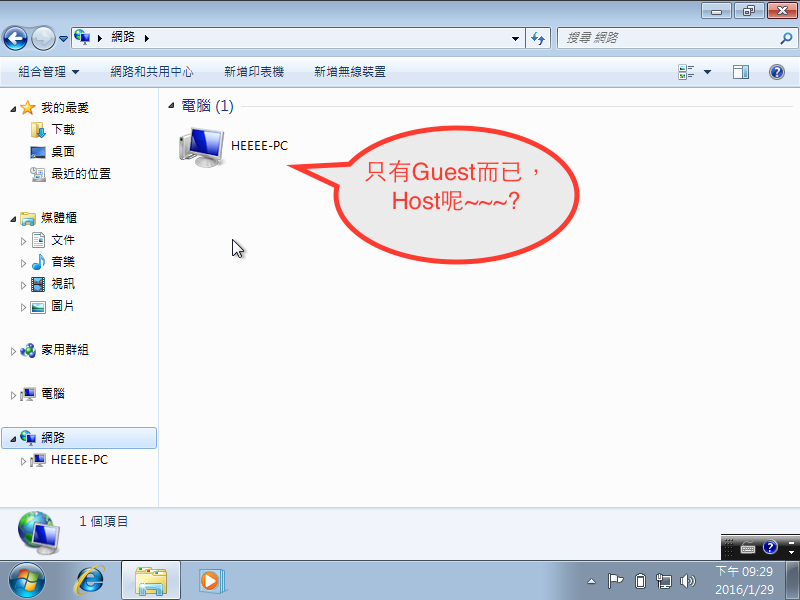 網路
搜尋 網路
組合管理
網路和共用中心
新增印表機
新增無線裝置
我的最愛
下載
桌面
最近的位置
媒體櫃
文件
音樂
視訊
圖片
家用群組
電腦
網路
HEEEE-PC
電腦 (1)
HEEEE-PC
只有Guest而已，
Host呢~~~?
1 個項目
下午 09:29
2016/1/29